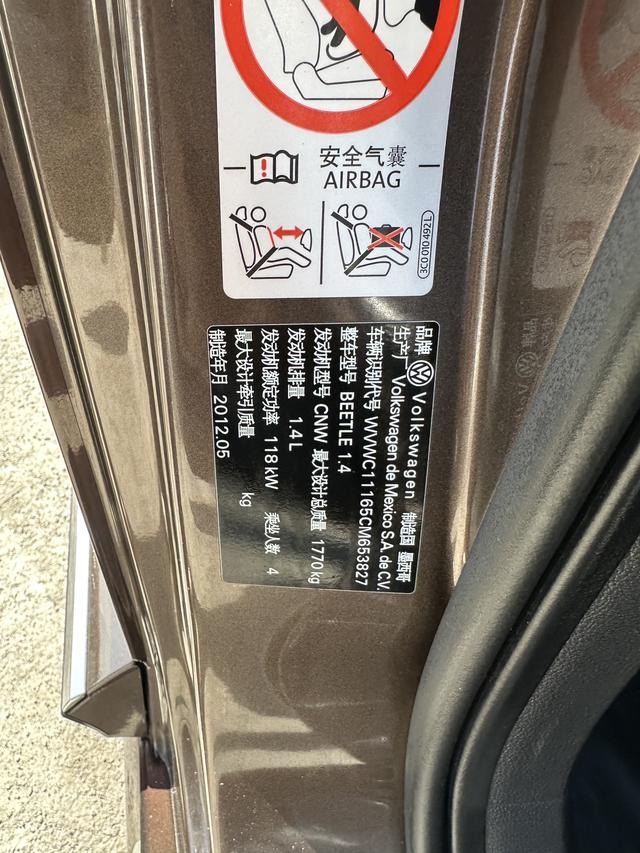 安全气囊
AIRBAG
3C0 010 492 L
品牌 Volkswagen 制造国 墨西哥
生产厂 Volkswagen de Mexico S.A. de C.V.
车辆识别代号 WVWC11165CM653827
整车型号 BEETLE 1.4
发动机型号 CNW 最大设计总质量 1770 kg
发动机排量 1.4 L
发动机额定功率 118 kW 乘坐人数 4
最大设计牵引质量 kg
制造年月 2012.05